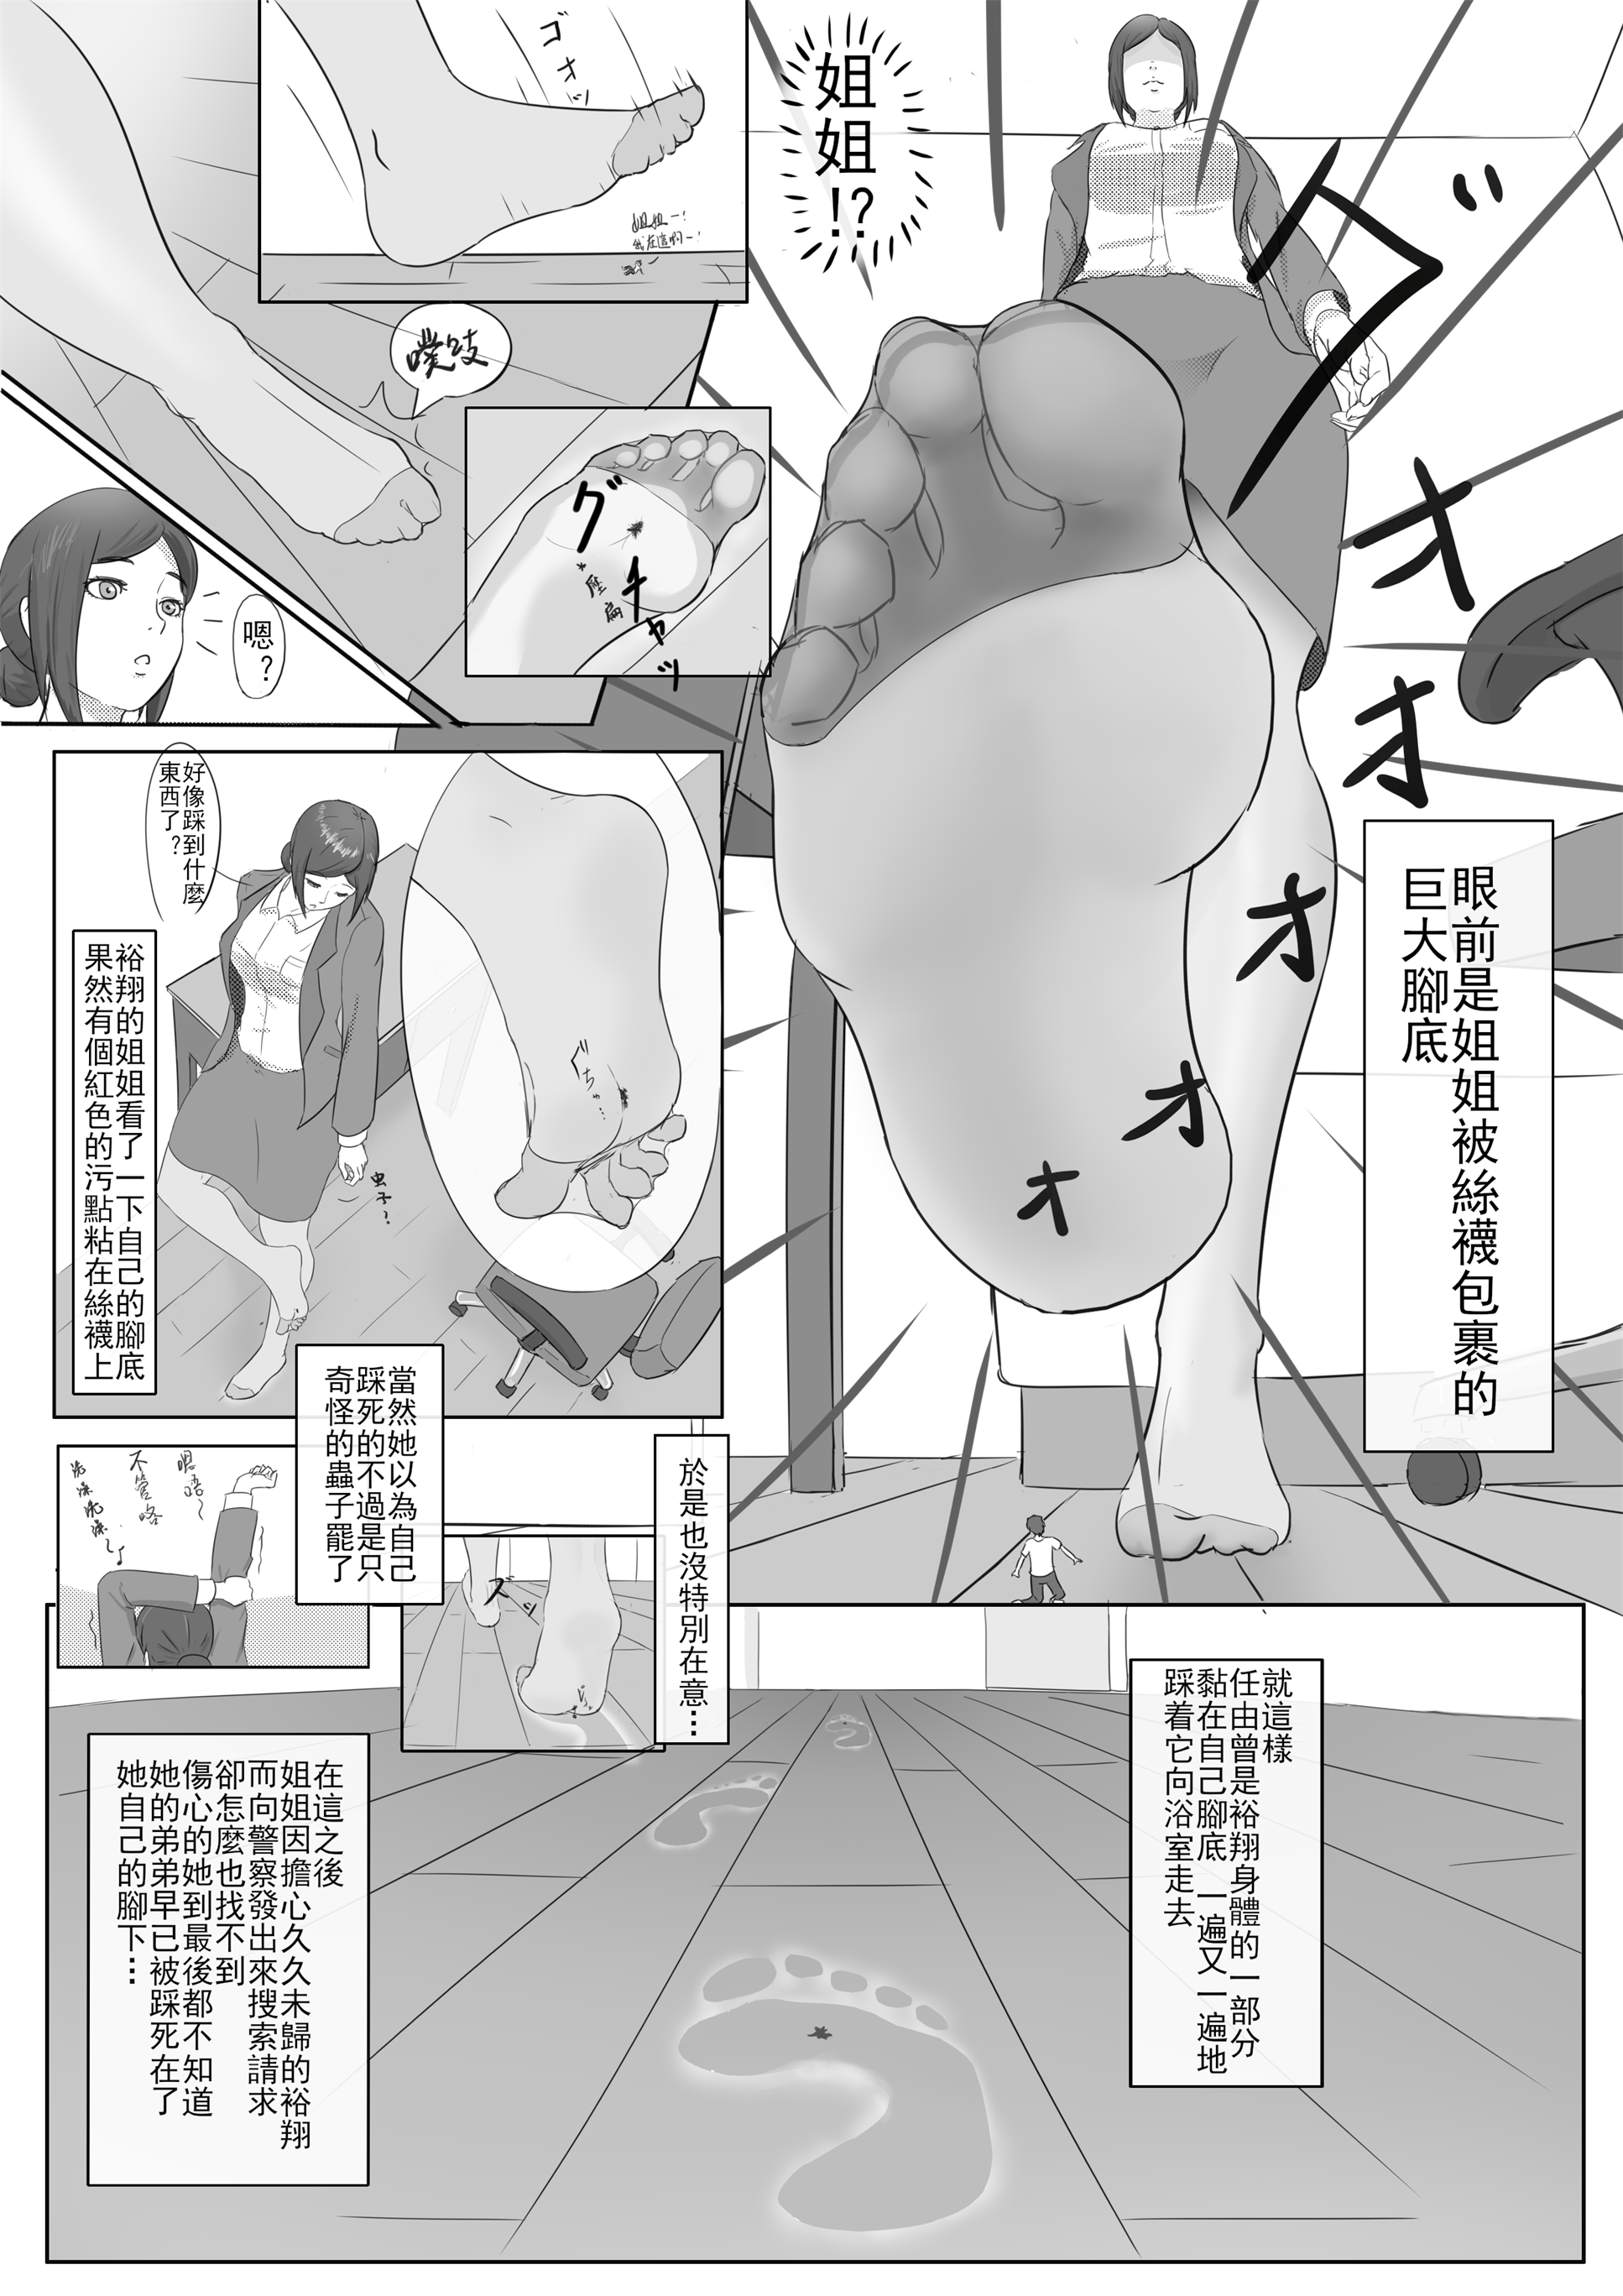 姐姐!?
グ
オ
オ
オ
オ
オ
眼前是姐姐被絲襪包裹的
巨大腳底
ゴォッ
姐姐ー!
我在這啊ー!
噗吱
グチャッ
*壓扁
嗯?
好像踩到什麼
東西了?
ぐちゅ…
虫子?
裕翔的姐姐看了一下自己的腳底
果然有個紅色的污點粘在絲襪上
當然她以為自己
踩死的不過是只
奇怪的蟲子罷了
嗯唔~
不管咯
洗澡洗澡~♪
於是也沒特別在意…
ズッ
就這樣
任由曾是裕翔身體的一部分
黏在自己腳底一遍又一遍地
踩着它向浴室走去
在這之後
姐姐因擔心久久未歸的裕翔
而向警察發出來搜索請求
卻怎麼也找不到
傷心的她到最後都不知道
她的弟弟早已被踩死在了
她自己的腳下…